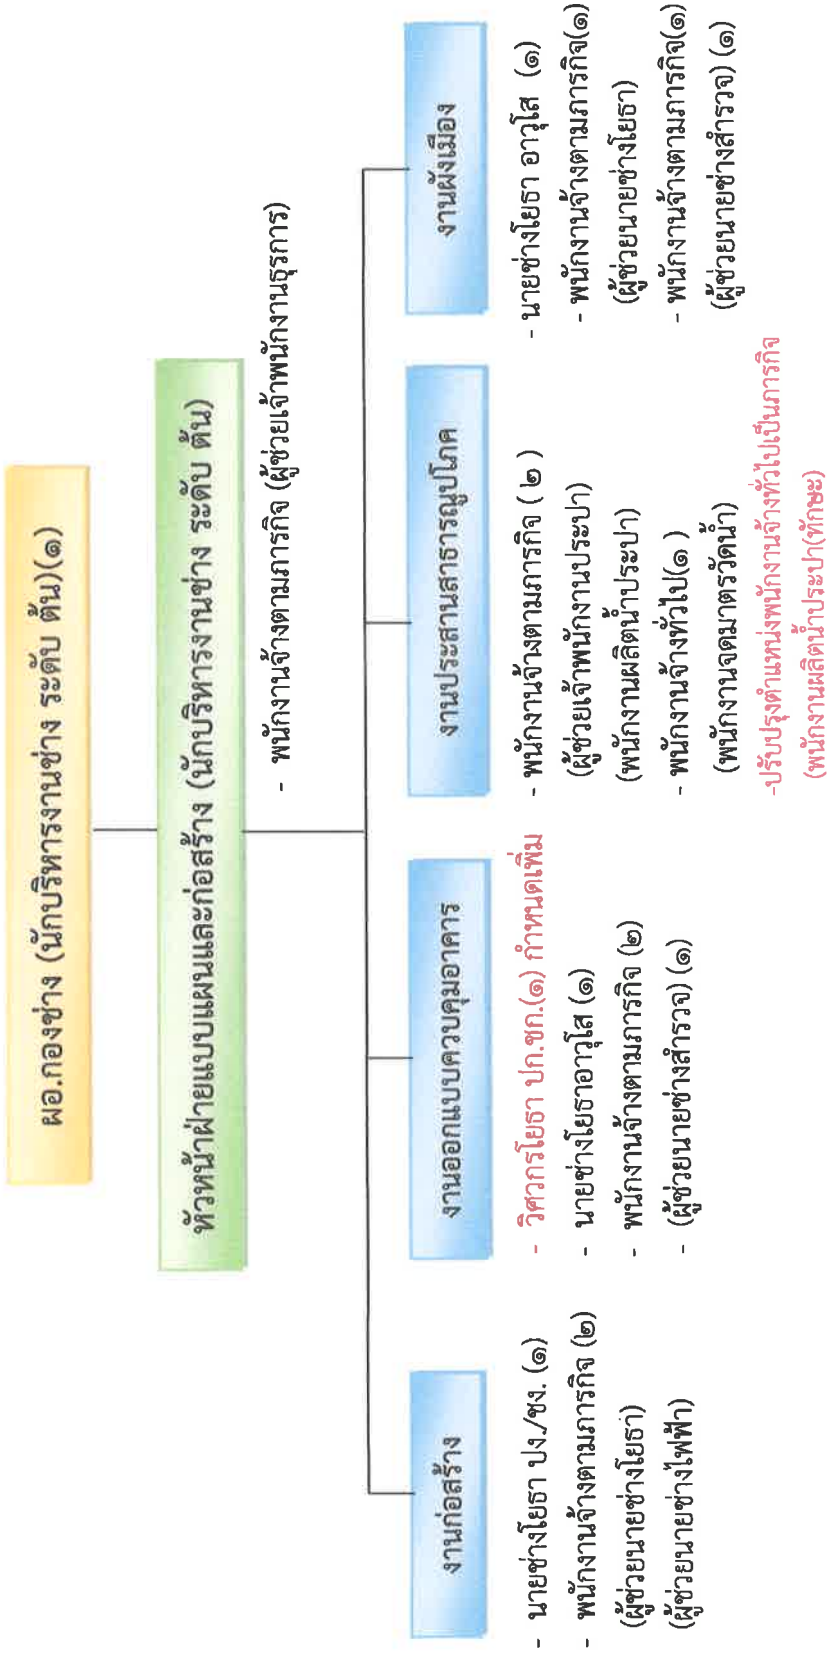 ผอ.กองช่าง (นักบริหารงานช่าง ระดับ ต้น)(๑)
หัวหน้าฝ่ายแบบแผนและก่อสร้าง (นักบริหารงานช่าง ระดับ ต้น)
- พนักงานจ้างตามภารกิจ (ผู้ช่วยเจ้าพนักงานธุรการ)
งานก่อสร้าง
- นายช่างโยธา ปง./ชง. (๑)
- พนักงานจ้างตามภารกิจ (๒)
(ผู้ช่วยนายช่างโยธา)
(ผู้ช่วยนายช่างไฟฟ้า)
งานออกแบบควบคุมอาคาร
- วิศวกรโยธา ปก.ชก.(๑) กำหนดเพิ่ม
- นายช่างโยธาอาวุโส (๑)
- พนักงานจ้างตามภารกิจ (๒)
- (ผู้ช่วยนายช่างสำรวจ) (๑)
งานประสานสาธารณูปโภค
- พนักงานจ้างตามภารกิจ ( ๒ )
(ผู้ช่วยเจ้าพนักงานประปา)
(พนักงานผลิตน้ำประปา)
- พนักงานจ้างทั่วไป(๑ )
(พนักงานจดมาตรวัดน้ำ)
-ปรับปรุงตำแหน่งพนักงานจ้างทั่วไปเป็นภารกิจ
(พนักงานผลิตน้ำประปา(ทักษะ)
งานผังเมือง
- นายช่างโยธา อาวุโส (๑)
- พนักงานจ้างตามภารกิจ(๑)
(ผู้ช่วยนายช่างโยธา)
- พนักงานจ้างตามภารกิจ(๑)
(ผู้ช่วยนายช่างสำรวจ) (๑)